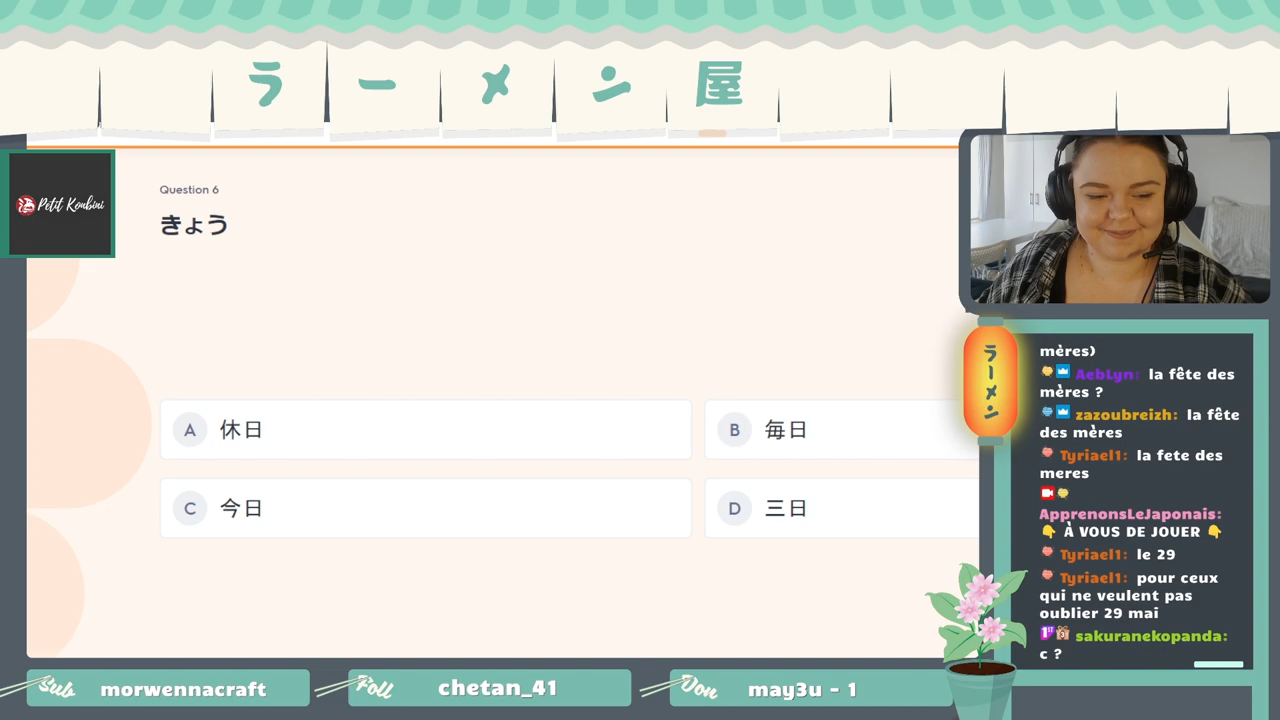 ラーメン屋
Petit Konbini
Question 6
きょう
A 休日
B 毎日
C 今日
D 三日
ラーメン
mères)
AebLyn: la fête des
mères ?
zazoubreizh: la fête
des mères
Tyriael1: la fete des
meres
ApprenonsLeJaponais:
👇 À VOUS DE JOUER 👇
Tyriael1: le 29
Tyriael1: pour ceux
qui ne veulent pas
oublier 29 mai
sakuranekopanda:
c ?
Sub morwennacraft
Foll chetan_41
Don may3u - 1